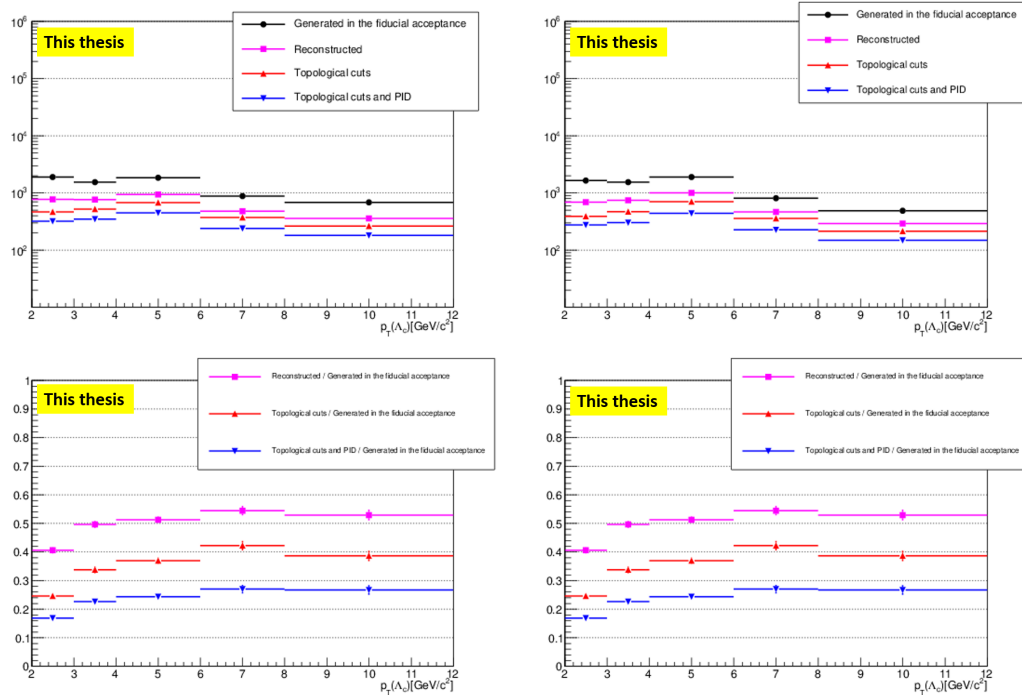 This thesis
Generated in the fiducial acceptance
Reconstructed
Topological cuts
Topological cuts and PID
10^6
10^5
10^4
10^3
10^2
2 3 4 5 6 7 8 9 10 11 12
p_T(Λ_c)[GeV/c^2]
This thesis
Generated in the fiducial acceptance
Reconstructed
Topological cuts
Topological cuts and PID
10^6
10^5
10^4
10^3
10^2
2 3 4 5 6 7 8 9 10 11 12
p_T(Λ_c)[GeV/c^2]
This thesis
Reconstructed / Generated in the fiducial acceptance
Topological cuts / Generated in the fiducial acceptance
Topological cuts and PID / Generated in the fiducial acceptance
1
0.9
0.8
0.7
0.6
0.5
0.4
0.3
0.2
0.1
0
2 3 4 5 6 7 8 9 10 11 12
p_T(Λ_c)[GeV/c^2]
This thesis
Reconstructed / Generated in the fiducial acceptance
Topological cuts / Generated in the fiducial acceptance
Topological cuts and PID / Generated in the fiducial acceptance
1
0.9
0.8
0.7
0.6
0.5
0.4
0.3
0.2
0.1
0
2 3 4 5 6 7 8 9 10 11 12
p_T(Λ_c)[GeV/c^2]